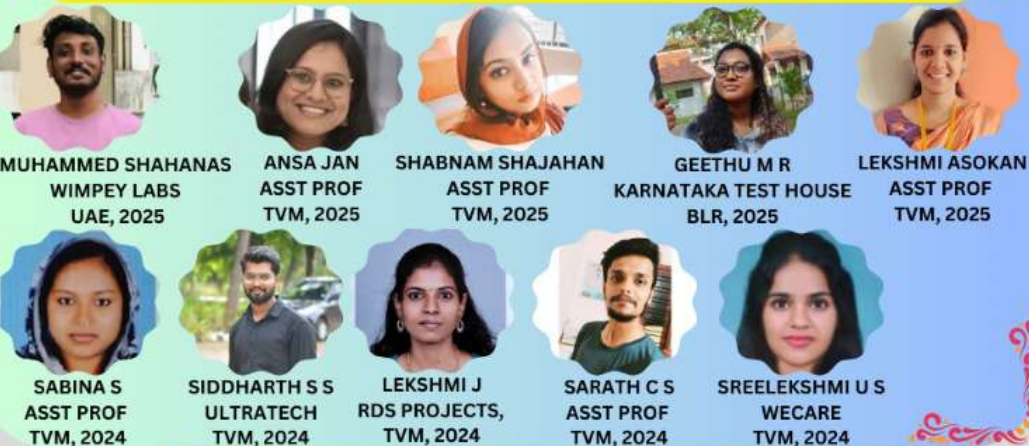 MUHAMMED SHAHANAS
WIMPEY LABS
UAE, 2025
ANSA JAN
ASST PROF
TVM, 2025
SHABNAM SHAJAHAN
ASST PROF
TVM, 2025
GEETHU M R
KARNATAKA TEST HOUSE
BLR, 2025
LEKSHMI ASOKAN
ASST PROF
TVM, 2025
SABINA S
ASST PROF
TVM, 2024
SIDDHARTH S S
ULTRATECH
TVM, 2024
LEKSHMI J
RDS PROJECTS,
TVM, 2024
SARATH C S
ASST PROF
TVM, 2024
SREELEKSHMI U S
WECARE
TVM, 2024